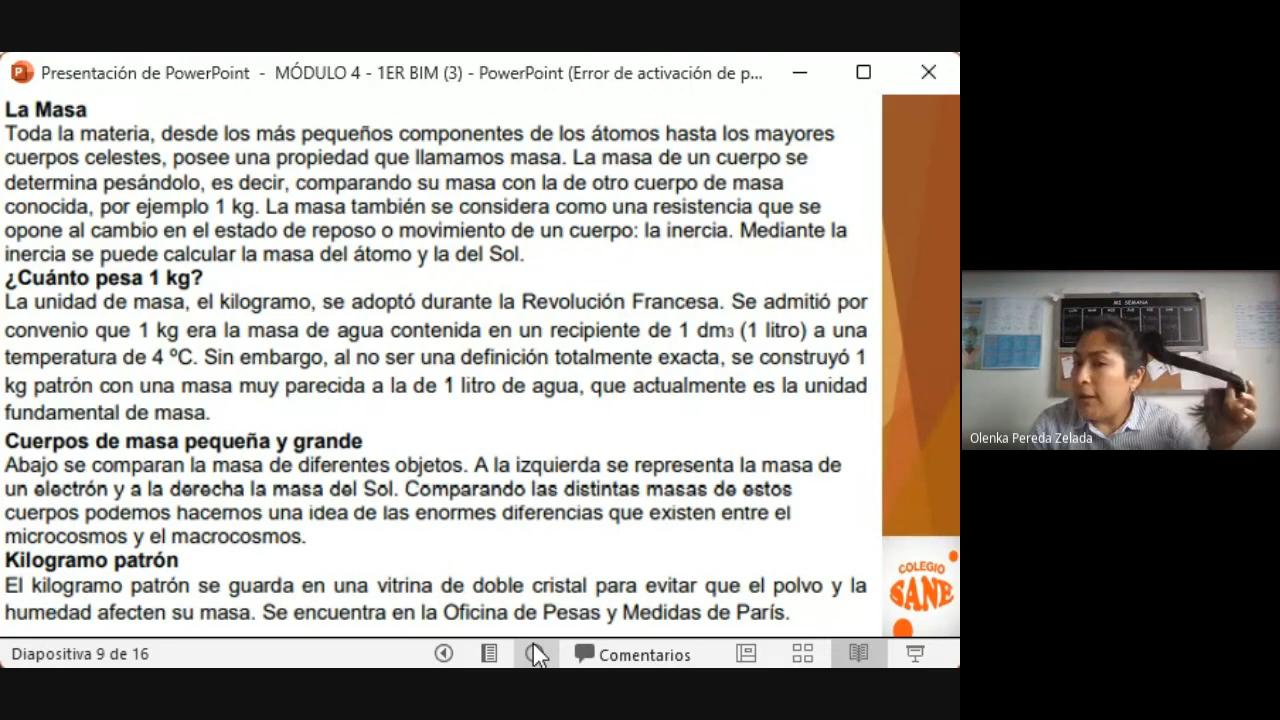 Presentación de PowerPoint - MÓDULO 4 - 1ER BIM (3) - PowerPoint (Error de activación de p...
La Masa
Toda la materia, desde los más pequeños componentes de los átomos hasta los mayores
cuerpos celestes, posee una propiedad que llamamos masa. La masa de un cuerpo se
determina pesándolo, es decir, comparando su masa con la de otro cuerpo de masa
conocida, por ejemplo 1 kg. La masa también se considera como una resistencia que se
opone al cambio en el estado de reposo o movimiento de un cuerpo: la inercia. Mediante la
inercia se puede calcular la masa del átomo y la del Sol.
¿Cuánto pesa 1 kg?
La unidad de masa, el kilogramo, se adoptó durante la Revolución Francesa. Se admitió por
convenio que 1 kg era la masa de agua contenida en un recipiente de 1 dm3 (1 litro) a una
temperatura de 4 ºC. Sin embargo, al no ser una definición totalmente exacta, se construyó 1
kg patrón con una masa muy parecida a la de 1 litro de agua, que actualmente es la unidad
fundamental de masa.
Cuerpos de masa pequeña y grande
Abajo se comparan la masa de diferentes objetos. A la izquierda se representa la masa de
un electrón y a la derecha la masa del Sol. Comparando las distintas masas de estos
cuerpos podemos hacernos una idea de las enormes diferencias que existen entre el
microcosmos y el macrocosmos.
Kilogramo patrón
El kilogramo patrón se guarda en una vitrina de doble cristal para evitar que el polvo y la
humedad afecten su masa. Se encuentra en la Oficina de Pesas y Medidas de París.
COLEGIO
SANE
Diapositiva 9 de 16
Comentarios
MI SEMANA
Olenka Pereda Zelada